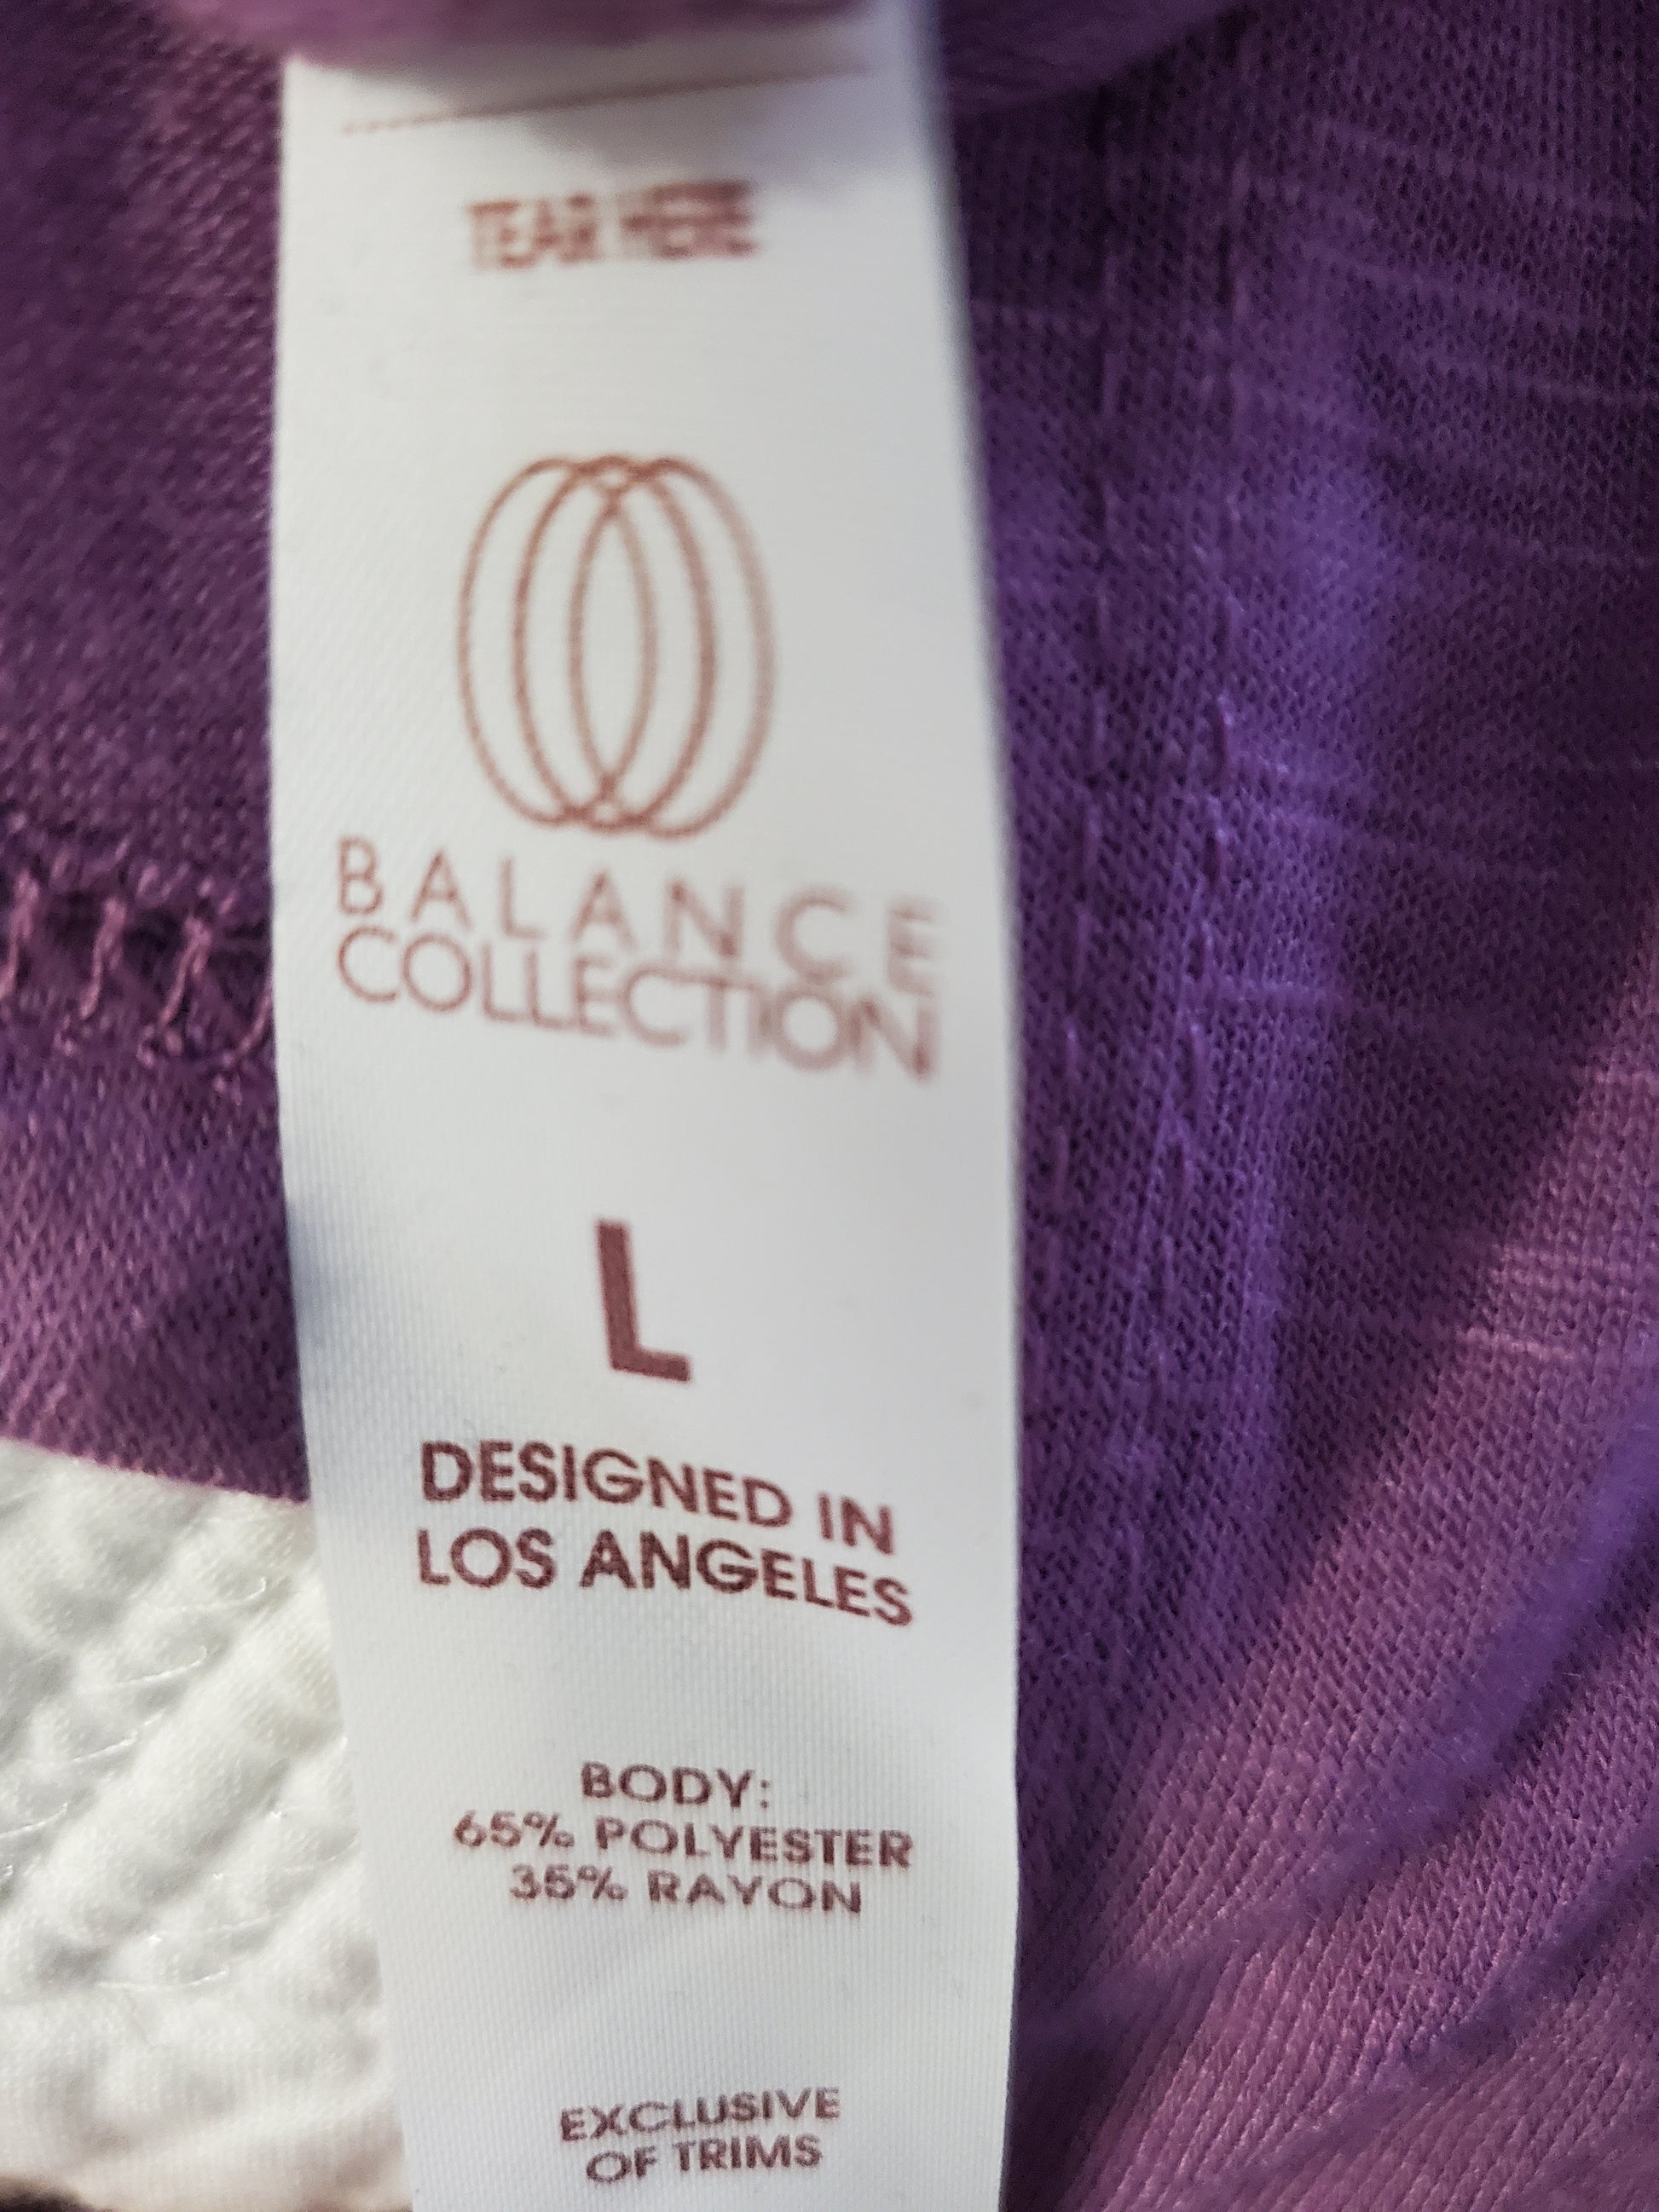 TEAR HERE
BALANCE
COLLECTION
L
DESIGNED IN
LOS ANGELES
BODY:
65% POLYESTER
35% RAYON
EXCLUSIVE
OF TRIMS